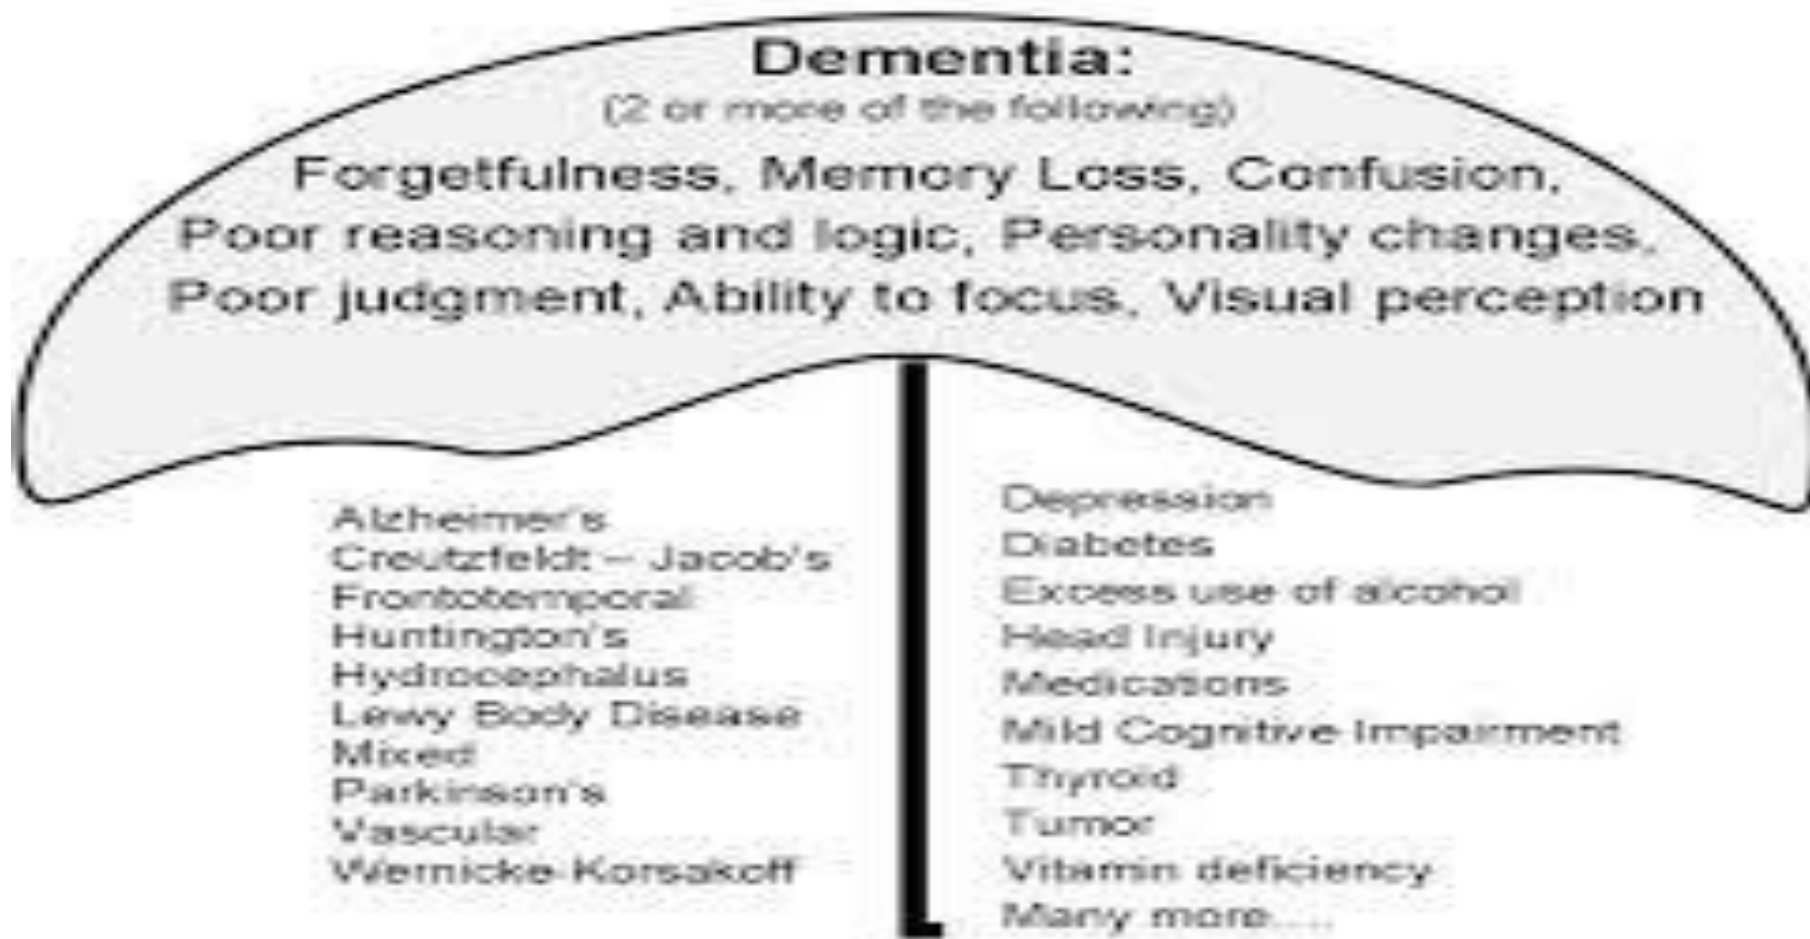 Dementia:
(2 or more of the following)
Forgetfulness, Memory Loss, Confusion,
Poor reasoning and logic, Personality changes,
Poor judgment, Ability to focus, Visual perception
Alzheimer's
Creutzfeldt – Jacob's
Frontotemporal
Huntington's
Hydrocephalus
Lewy Body Disease
Mixed
Parkinson's
Vascular
Wernicke-Korsakoff
Depression
Diabetes
Excess use of alcohol
Head Injury
Medications
Mild Cognitive Impairment
Thyroid
Tumor
Vitamin deficiency
Many more....